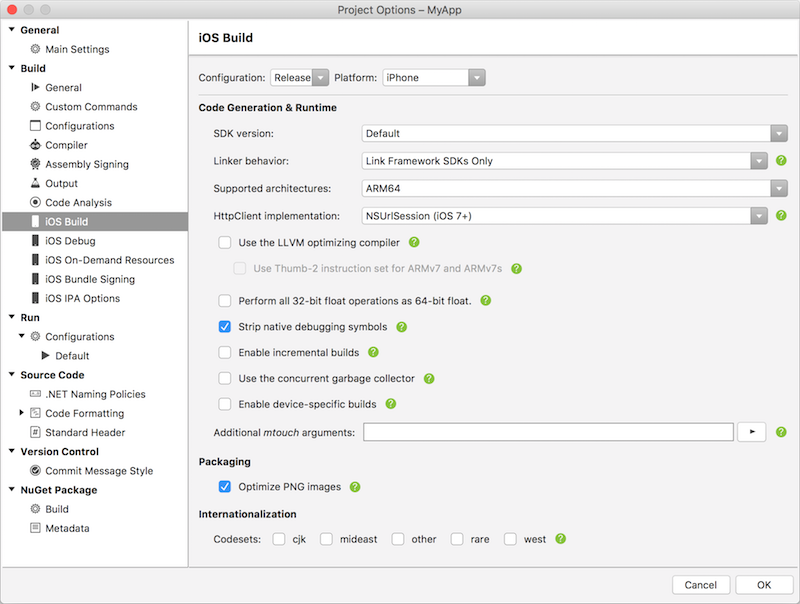 Project Options – MyApp
General
Main Settings
Build
General
Custom Commands
Configurations
Compiler
Assembly Signing
Output
Code Analysis
iOS Build
iOS Debug
iOS On-Demand Resources
iOS Bundle Signing
iOS IPA Options
Run
Configurations
Default
Source Code
.NET Naming Policies
Code Formatting
Standard Header
Version Control
Commit Message Style
NuGet Package
Build
Metadata
iOS Build
Configuration: Release Platform: iPhone
Code Generation & Runtime
SDK version: Default
Linker behavior: Link Framework SDKs Only ?
Supported architectures: ARM64
HttpClient implementation: NSUrlSession (iOS 7+) ?
Use the LLVM optimizing compiler ?
Use Thumb-2 instruction set for ARMv7 and ARMv7s ?
Perform all 32-bit float operations as 64-bit float. ?
Strip native debugging symbols ?
Enable incremental builds ?
Use the concurrent garbage collector ?
Enable device-specific builds ?
Additional mtouch arguments: ?
Packaging
Optimize PNG images ?
Internationalization
Codesets: cjk mideast other rare west ?
Cancel OK